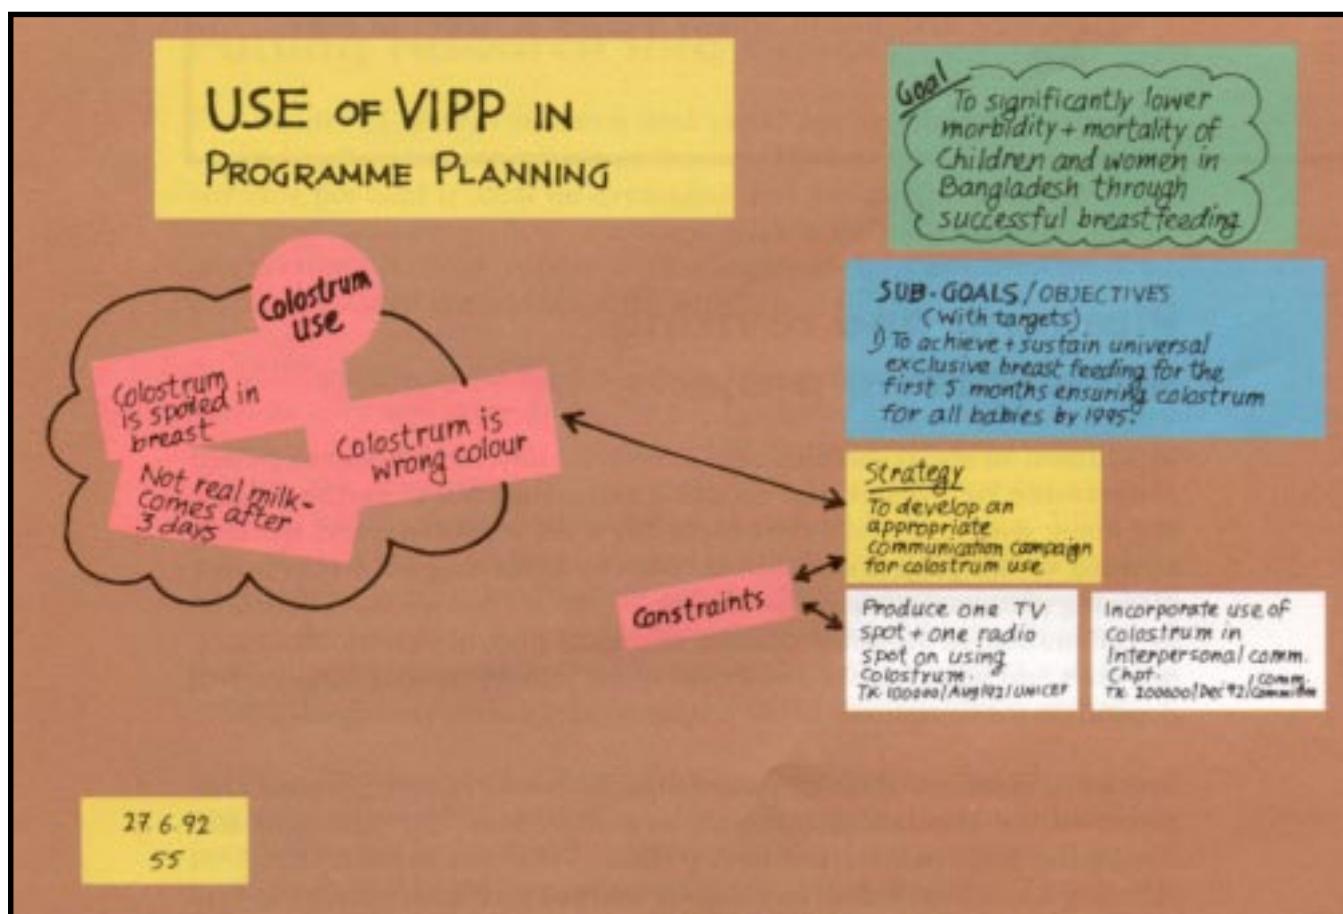 USE OF VIPP IN
PROGRAMME PLANNING
Goal
To significantly lower
morbidity + mortality of
Children and women in
Bangladesh through
successful breast feeding
Colostrum
use
Colostrum
is spoiled in
breast
Colostrum is
wrong colour
Not real milk-
comes after
3 days
SUB-GOALS/OBJECTIVES
(With targets)
1) To achieve + sustain universal
exclusive breast feeding for the
first 5 months ensuring colostrum
for all babies by 1995.
Strategy
To develop an
appropriate
communication campaign
for colostrum use
Constraints
Produce one TV
spot + one radio
spot on using
Colostrum.
TK 100000/Aug/92/UNICEF
Incorporate use of
colostrum in
Interpersonal comm.
Chpt.
TK 200000/Dec 92/comm. Committee
27.6.92
55